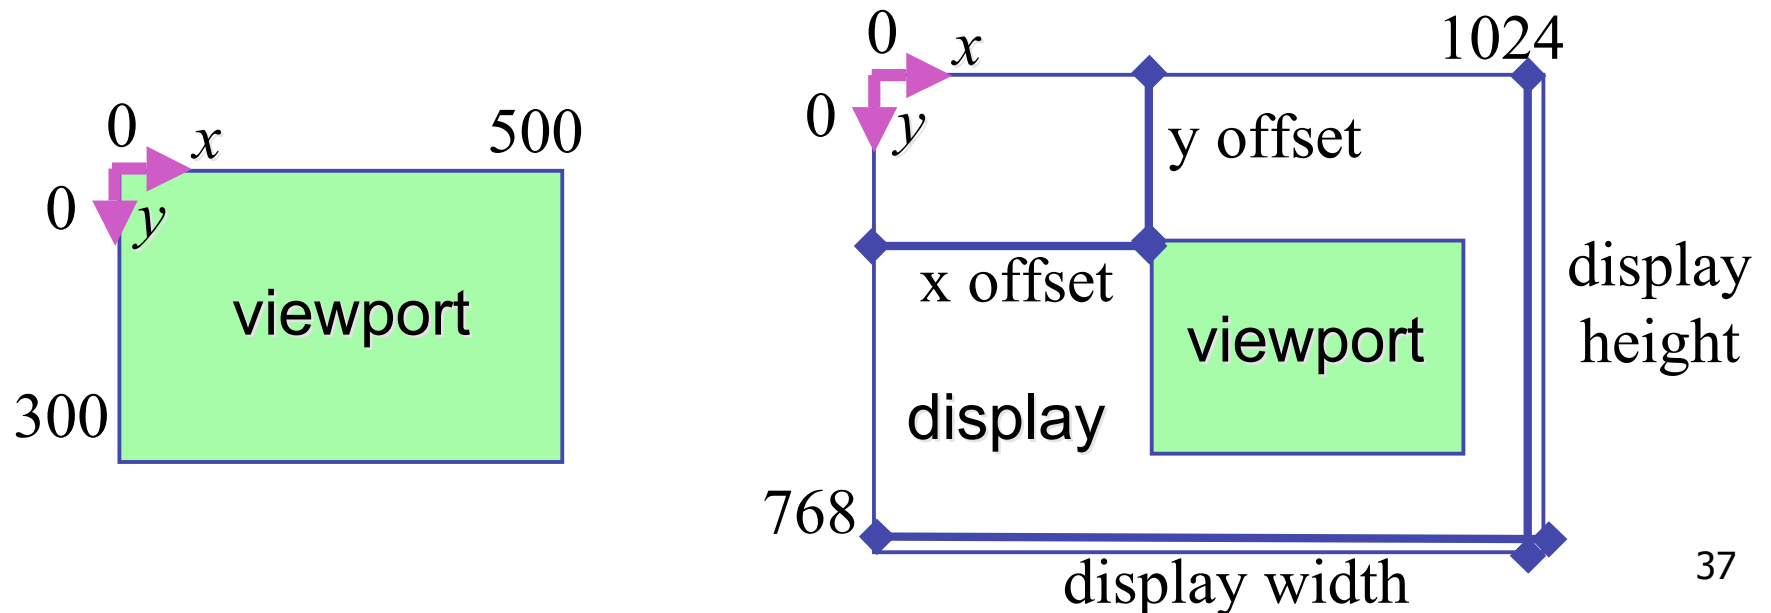 0
x
500
0
y
viewport
300
0
x
1024
0
y
y offset
x offset
display
height
viewport
display
768
display width
37